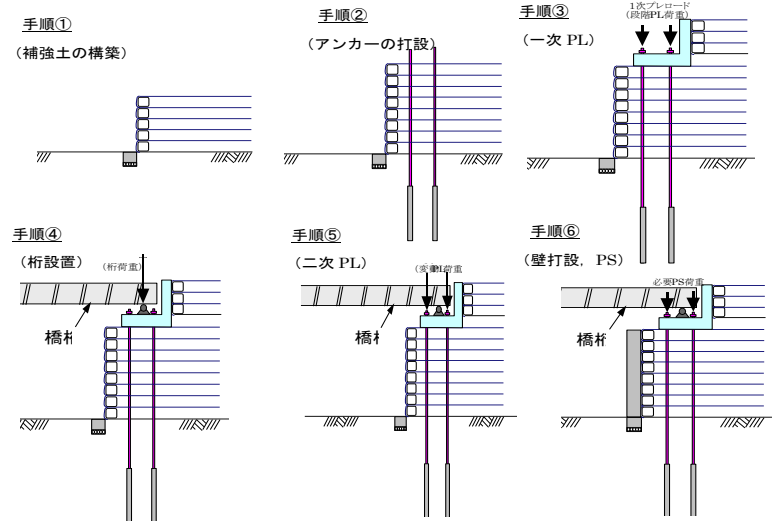 手順①
(補強土の構築)
手順②
(アンカーの打設)
手順③
(一次 PL)
1次プレロード
(段階PL荷重)
手順④
(桁設置)
(桁荷重)
橋桁
手順⑤
(二次 PL)
橋桁
手順⑥
(壁打設, PS)
必要PS荷重
橋桁